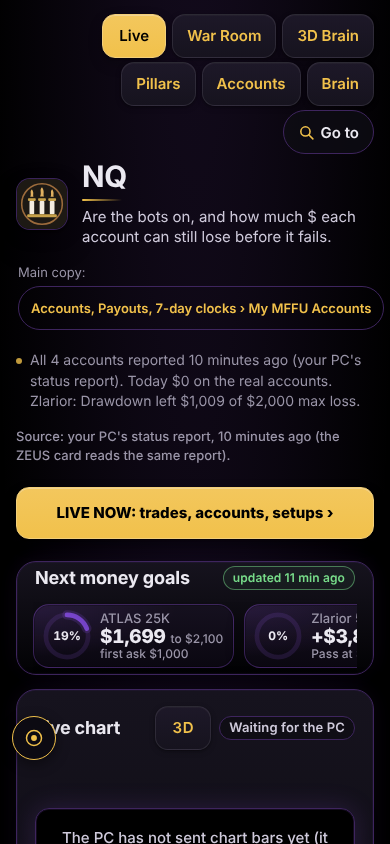 Live
War Room
3D Brain
Pillars
Accounts
Brain
Go to
NQ
Are the bots on, and how much $ each
account can still lose before it fails.
Main copy:
Accounts, Payouts, 7-day clocks › My MFFU Accounts
All 4 accounts reported 10 minutes ago (your PC's
status report). Today $0 on the real accounts.
Zlarior: Drawdown left $1,009 of $2,000 max loss.
Source: your PC's status report, 10 minutes ago (the
ZEUS card reads the same report).
LIVE NOW: trades, accounts, setups ›
Next money goals
updated 11 min ago
19%
ATLAS 25K
$1,699 to $2,100
first ask $1,000
0%
Zlarior
+$3,8
Pass at
ve chart
3D
Waiting for the PC
The PC has not sent chart bars yet (it